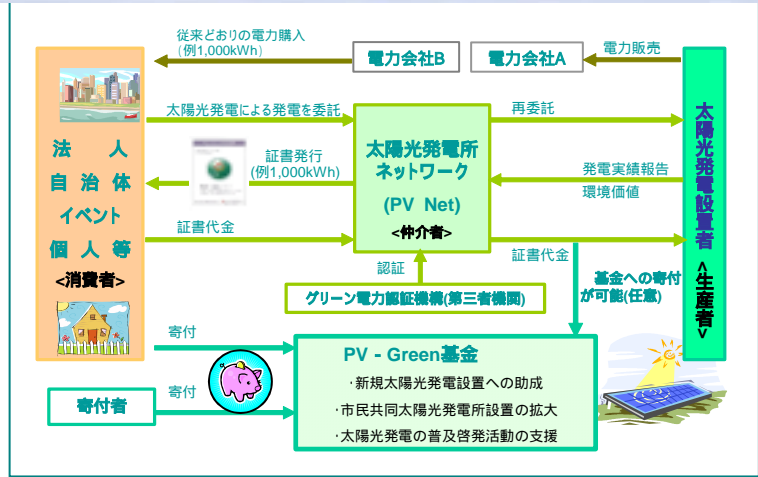 従来どおりの電力購入
(例1,000kWh)
電力会社B
電力会社A
電力販売
太陽光発電による発電を委託
再委託
法　人
自 治 体
イベント
個 人 等
<消費者>
証書発行
(例1,000kWh)
太陽光発電所
ネットワーク
(PV Net)
<仲介者>
発電実績報告
環境価値
太陽光発電設置者
<生産者>
証書代金
証書代金
認証
基金への寄付
が可能(任意)
グリーン電力認証機構(第三者機関)
寄付
寄付
寄付者
PV - Green基金
·新規太陽光発電設置への助成
·市民共同太陽光発電所設置の拡大
·太陽光発電の普及啓発活動の支援